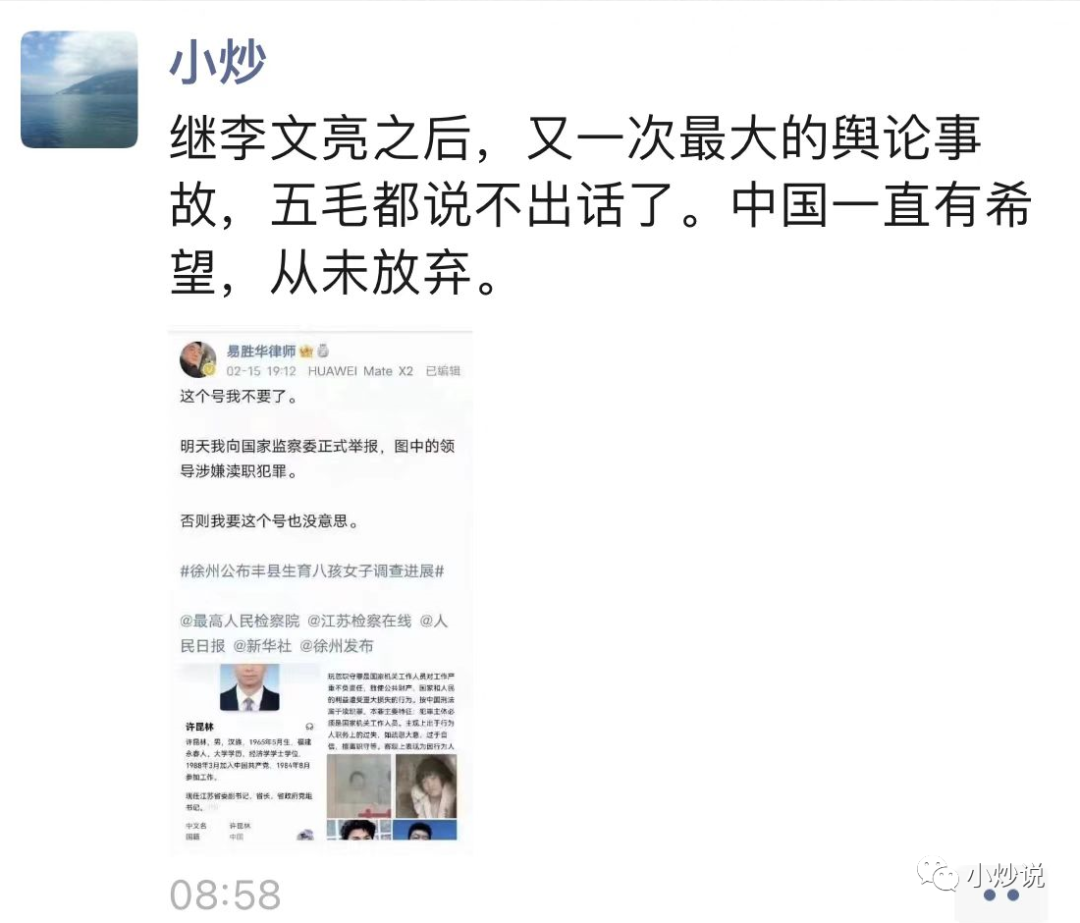 小炒
继李文亮之后，又一次最大的舆论事
故，五毛都说不出话了。中国一直有希
望，从未放弃。
易胜华律师
02-15 19:12 HUAWEI Mate X2 已编辑
这个号我不要了。
明天我向国家监察委正式举报，图中的领
导涉嫌渎职犯罪。
否则我要这个号也没意思。
#徐州公布丰县生育八孩女子调查进展#
@最高人民检察院 @江苏检察在线 @人
民日报 @新华社 @徐州发布
许昆林
许昆林，男，汉族，1965年5月生，福建
永春人，大学学历，经济学学士学位，
1988年3月加入中国共产党，1984年8月
参加工作。
现任江苏省委副书记，省长，省政府党组
书记。
中文名 许昆林
国籍 中国
玩忽职守罪是国家机关工作人员对工作严
重不负责任，致使公共财产、国家和人民
的利益遭受重大损失的行为。按中国刑法
属于渎职罪。本罪主要特征：犯罪主体必
须是国家机关工作人员。主观上出于行为
人职务上的过失，如疏忽大意、过于自
信、擅离职守等。客观上表现为因行为人
08:58
小炒说